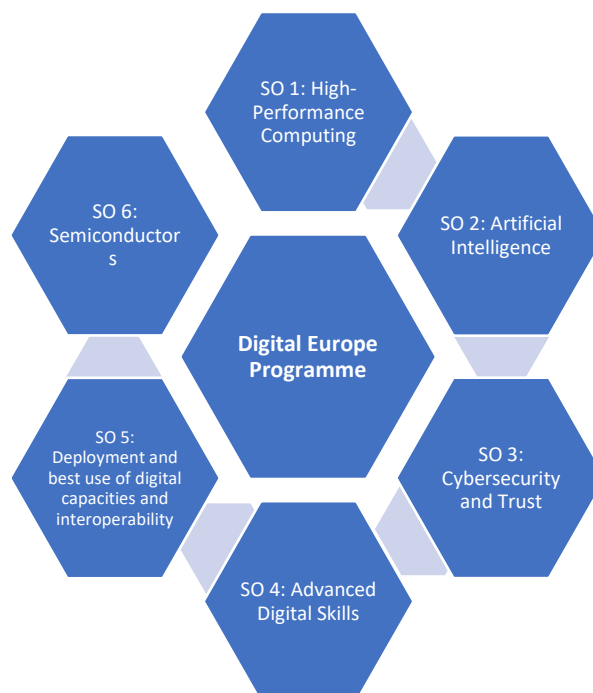 SO 1: High-
Performance
Computing
SO 2: Artificial
Intelligence
SO 3:
Cybersecurity
and Trust
SO 4: Advanced
Digital Skills
SO 5:
Deployment and
best use of digital
capacities and
interoperability
SO 6:
Semiconductor
s
Digital Europe
Programme